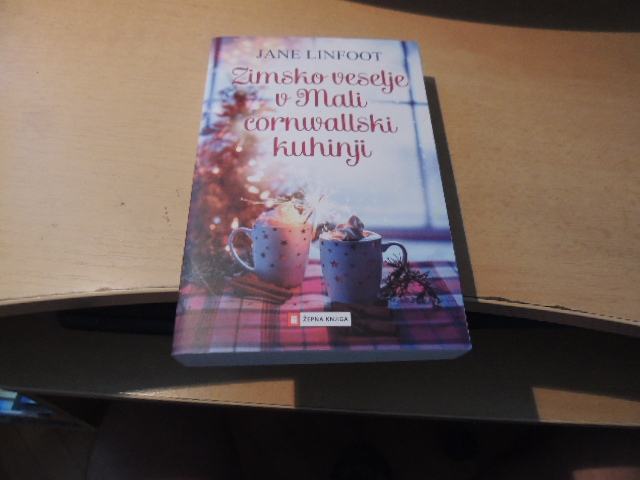 JANE LINFOOT
Zimsko veselje
v Mali
cornwallski
kuhinji
ŽEPNA KNJIGA